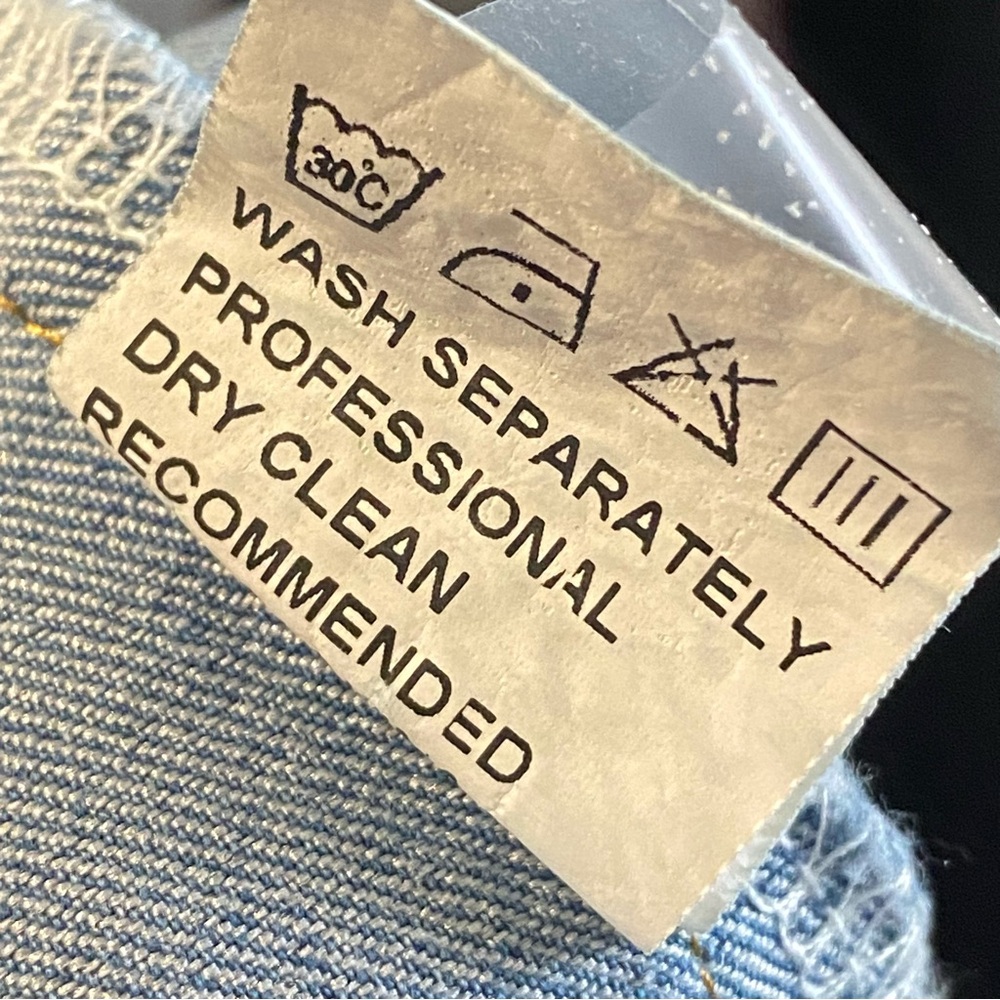 30°C
WASH SEPARATELY
PROFESSIONAL
DRY CLEAN
RECOMMENDED